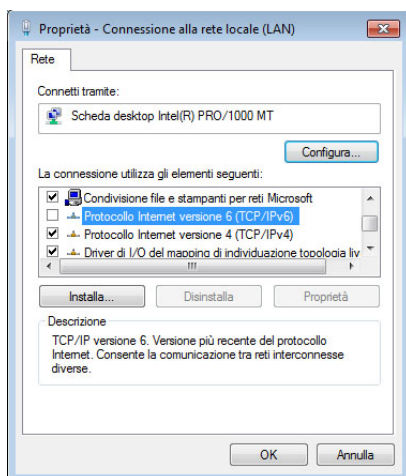 Proprietà - Connessione alla rete locale (LAN)
Rete
Connetti tramite:
Scheda desktop Intel(R) PRO/1000 MT
Configura...
La connessione utilizza gli elementi seguenti:
Condivisione file e stampanti per reti Microsoft
Protocollo Internet versione 6 (TCP/IPv6)
Protocollo Internet versione 4 (TCP/IPv4)
Driver di I/O del mapping di individuazione topologia liv
Installa...
Disinstalla
Proprietà
Descrizione
TCP/IP versione 6. Versione più recente del protocollo
Internet. Consente la comunicazione tra reti interconnesse
diverse.
OK
Annulla